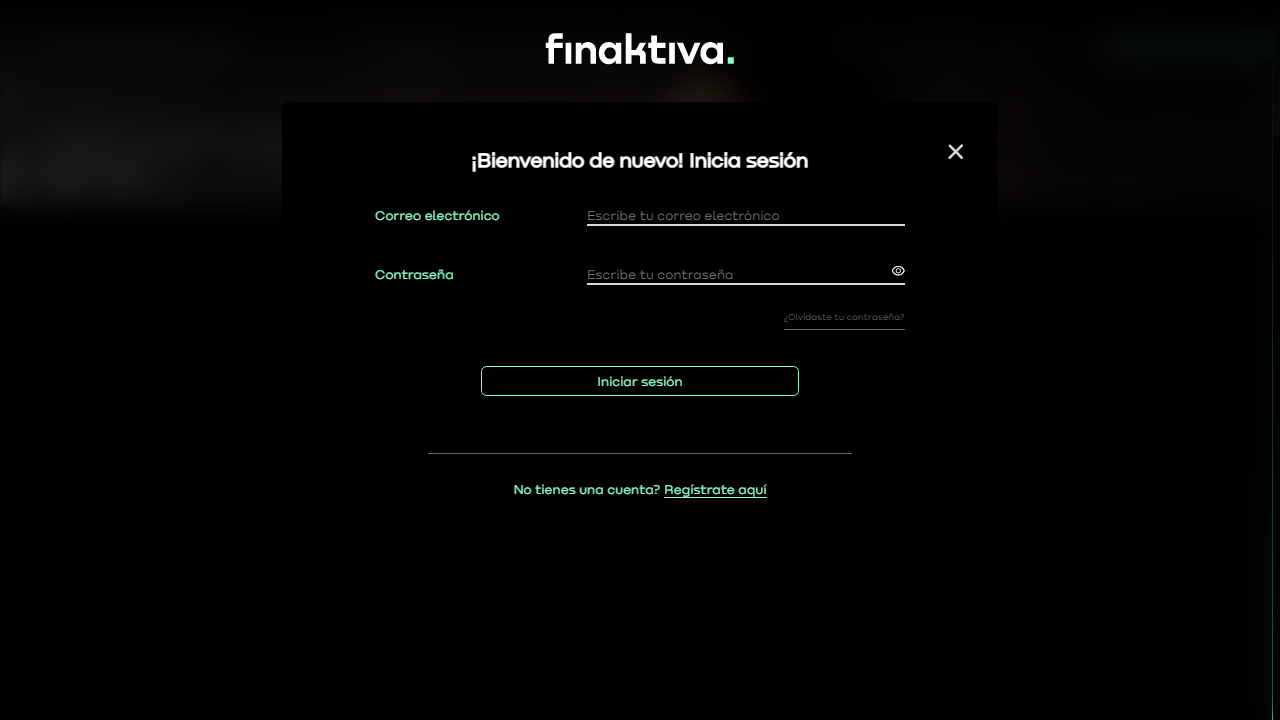 finaktiva.
¡Bienvenido de nuevo! Inicia sesión
Correo electrónico
Escribe tu correo electrónico
Contraseña
Escribe tu contraseña
¿Olvidaste tu contraseña?
Iniciar sesión
No tienes una cuenta? Regístrate aquí